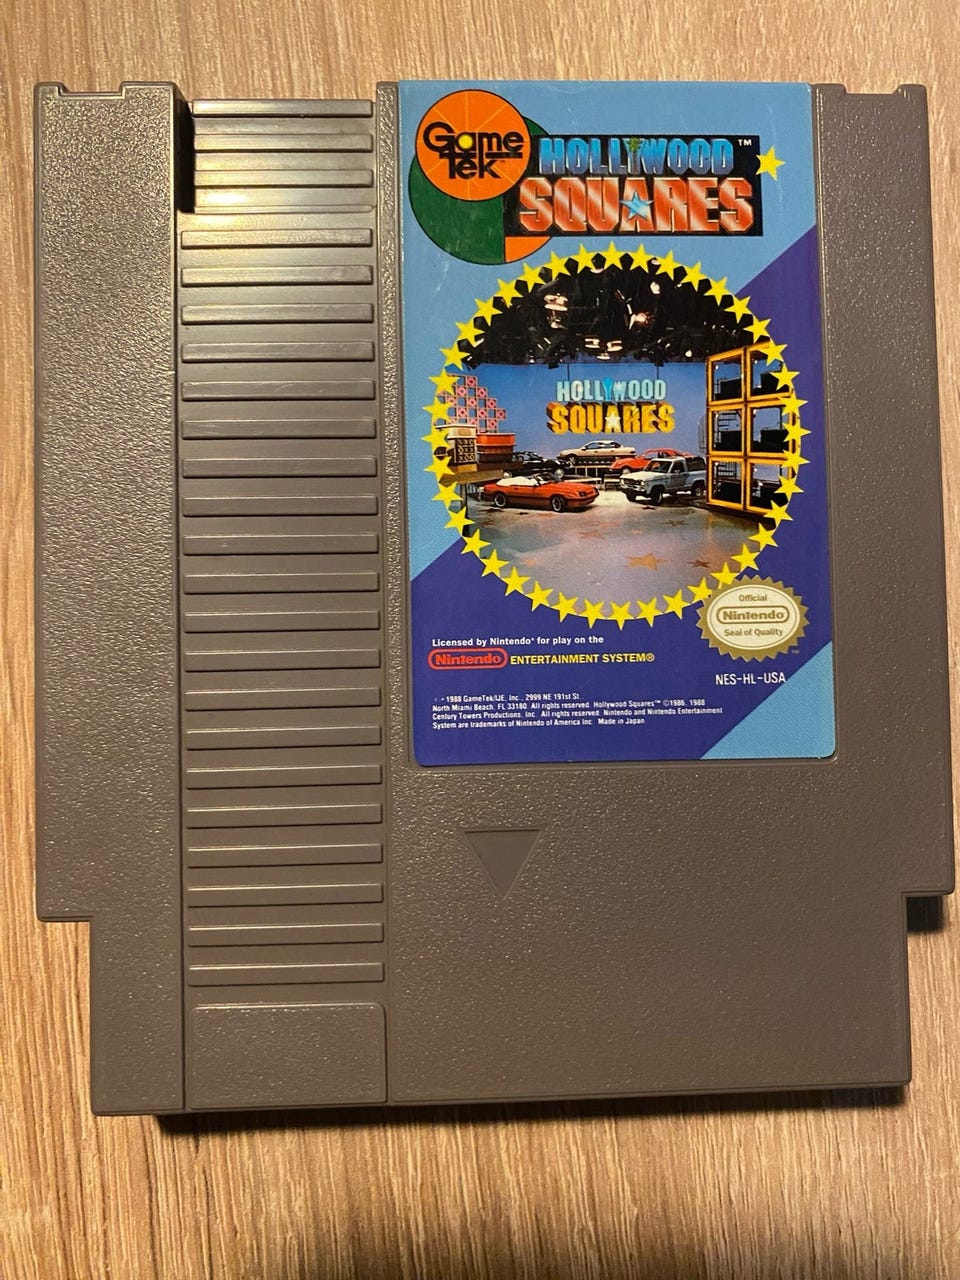 Game
Tek
HOLLYWOOD™
SQUARES
HOLLYWOOD
SQUARES
Official
Nintendo
Seal of Quality
Licensed by Nintendo® for play on the
Nintendo ENTERTAINMENT SYSTEM®
NES-HL-USA
1988 GameTek/IJE, Inc., 2999 NE 191st St.,
North Miami Beach, FL 33180. All rights reserved. Hollywood Squares™ ©1986, 1988
Century Towers Productions, Inc. All rights reserved. Nintendo and Nintendo Entertainment
System are trademarks of Nintendo of America Inc. Made in Japan